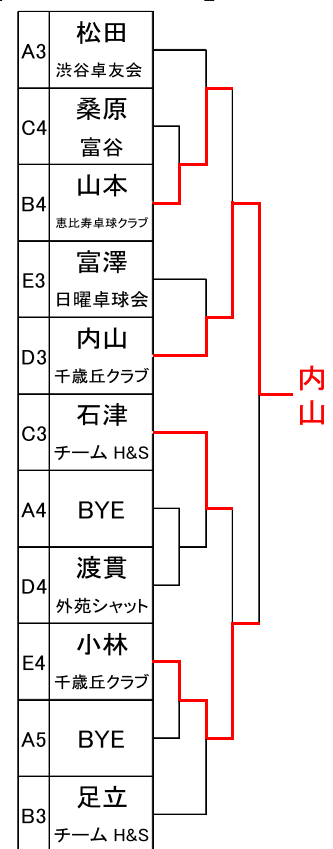 A3 松田
渋谷卓友会
C4 桑原
富谷
B4 山本
恵比寿卓球クラブ
E3 富澤
日曜卓球会
D3 内山
千歳丘クラブ
C3 石津
チーム H&S
A4 BYE
D4 渡貫
外苑シャット
E4 小林
千歳丘クラブ
A5 BYE
B3 足立
チーム H&S
内山